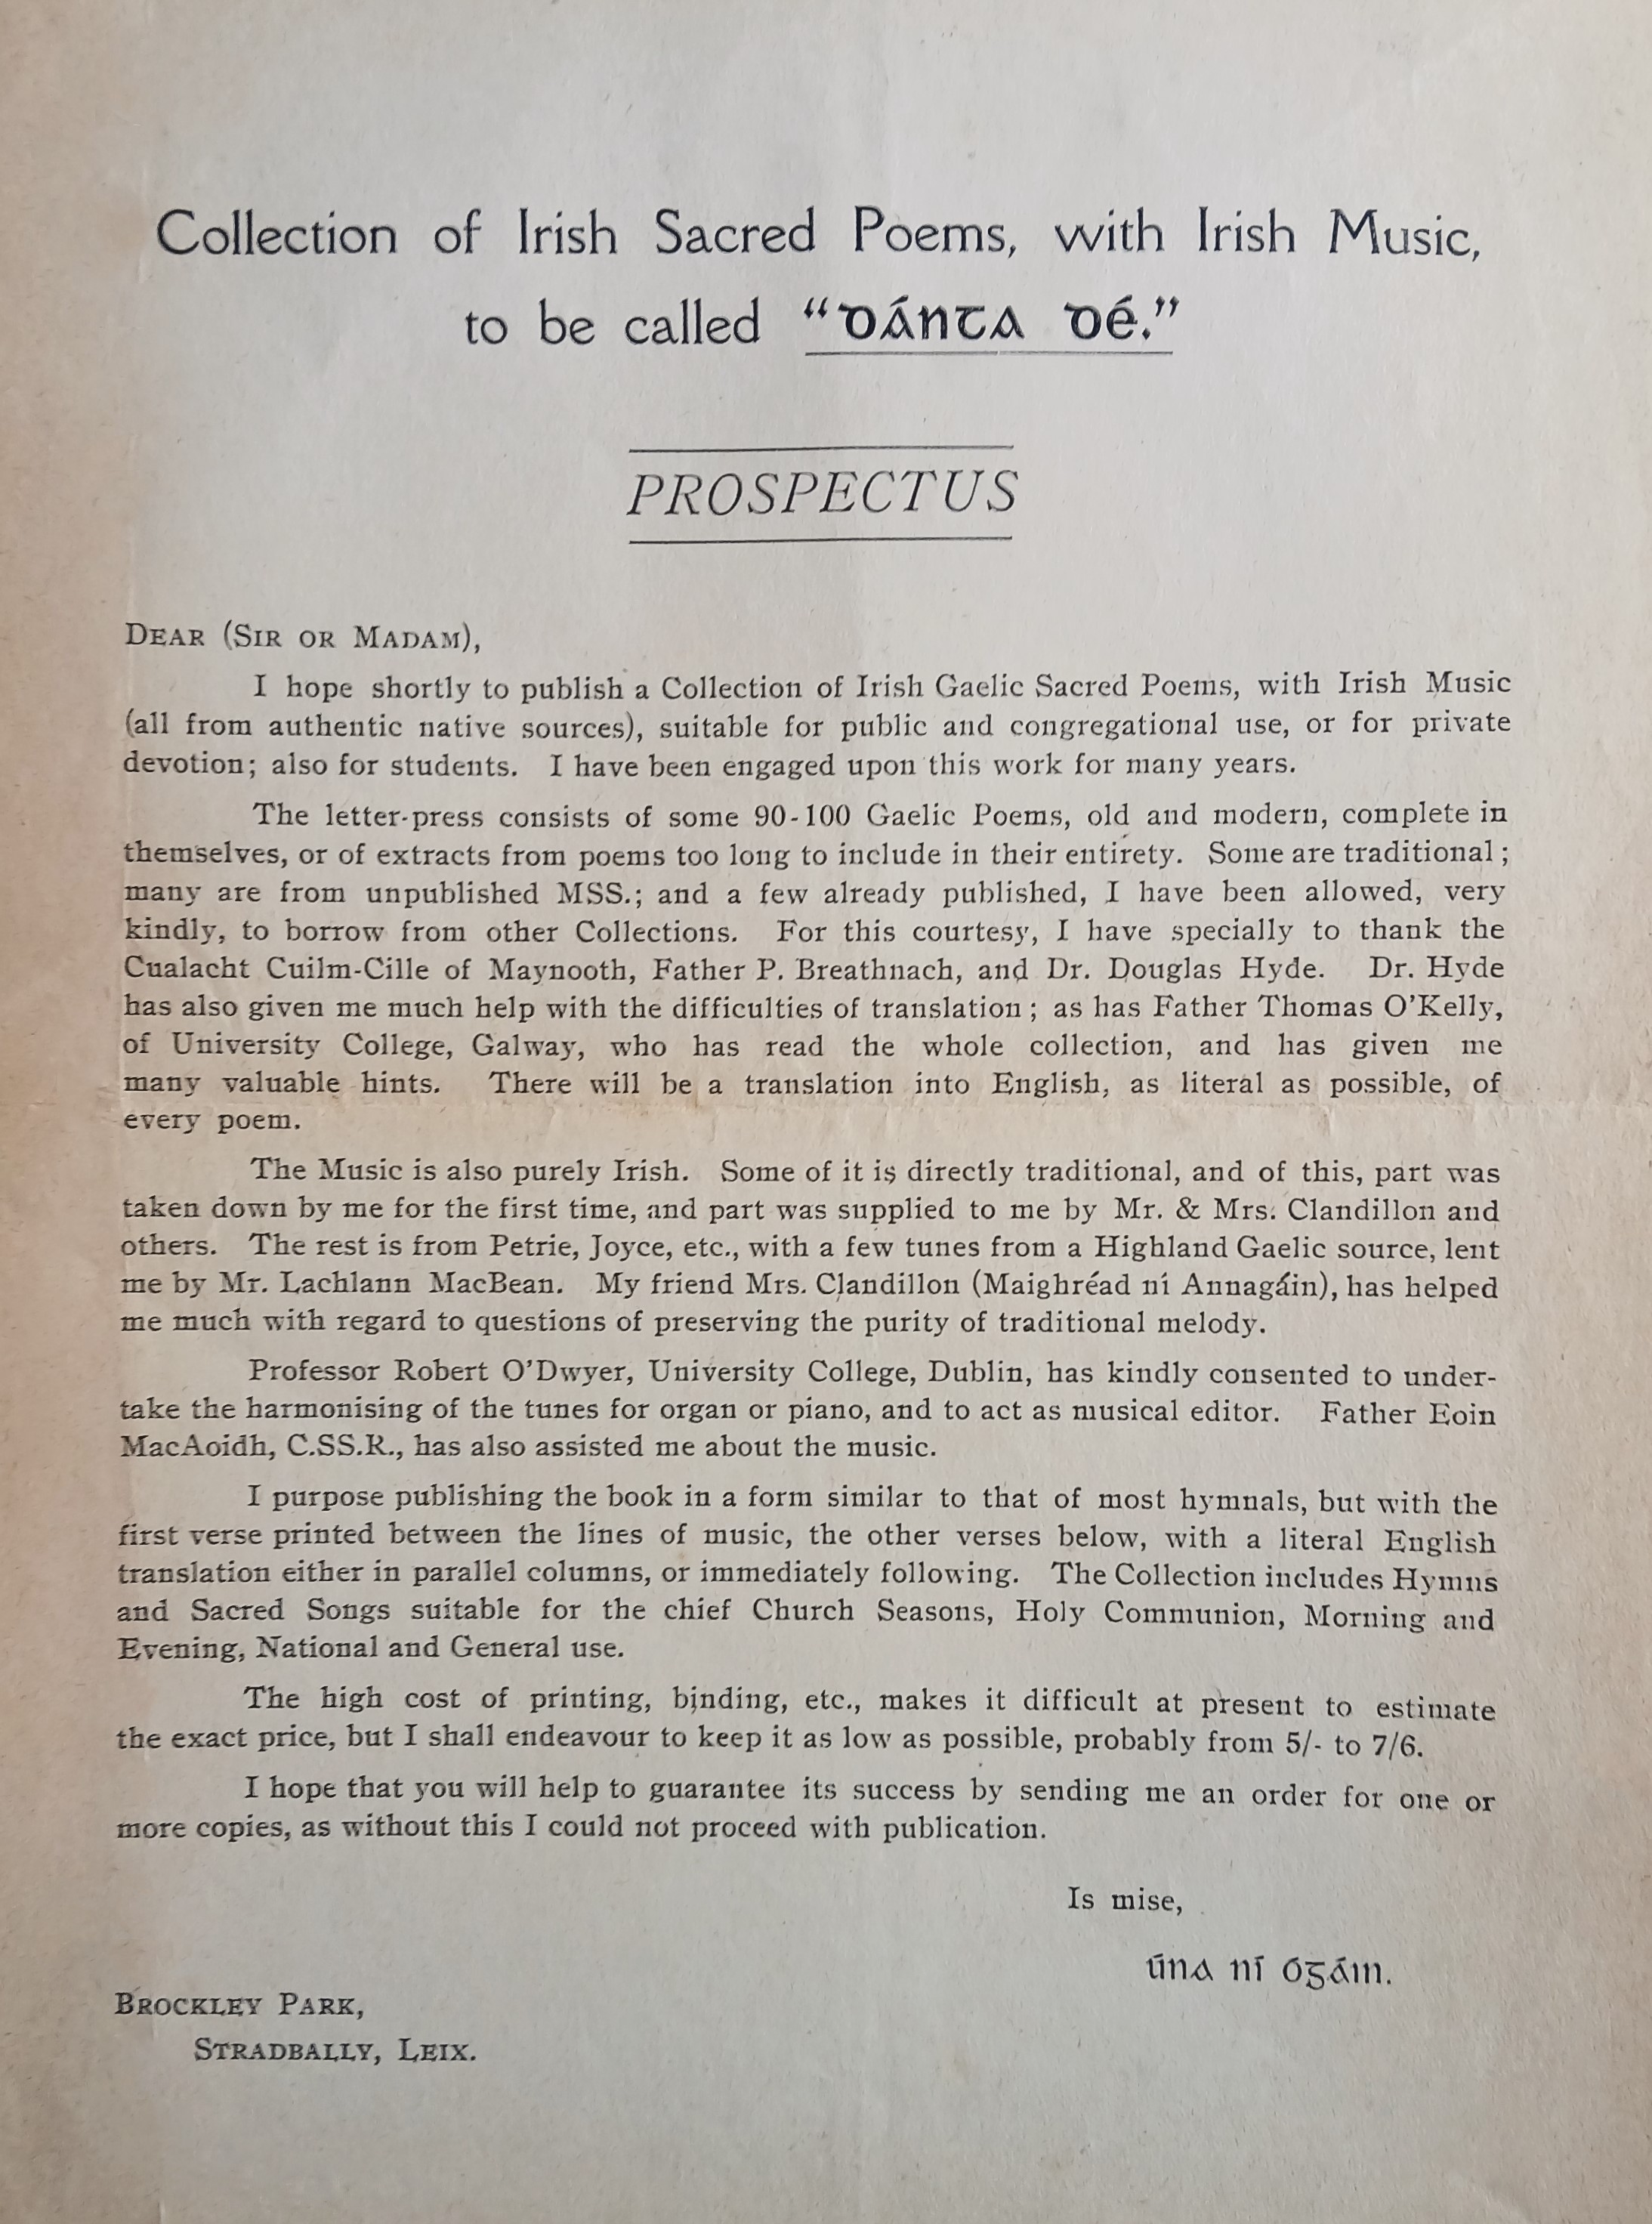 Collection of Irish Sacred Poems, with Irish Music,
to be called "Dánta Dé."
PROSPECTUS
Dear (Sir or Madam),
I hope shortly to publish a Collection of Irish Gaelic Sacred Poems, with Irish Music
(all from authentic native sources), suitable for public and congregational use, or for private
devotion; also for students. I have been engaged upon this work for many years.
The letter-press consists of some 90-100 Gaelic Poems, old and modern, complete in
themselves, or of extracts from poems too long to include in their entirety. Some are traditional;
many are from unpublished MSS.; and a few already published, I have been allowed, very
kindly, to borrow from other Collections. For this courtesy, I have specially to thank the
Cualacht Cuilm-Cille of Maynooth, Father P. Breathnach, and Dr. Douglas Hyde. Dr. Hyde
has also given me much help with the difficulties of translation; as has Father Thomas O'Kelly,
of University College, Galway, who has read the whole collection, and has given me
many valuable hints. There will be a translation into English, as literal as possible, of
every poem.
The Music is also purely Irish. Some of it is directly traditional, and of this, part was
taken down by me for the first time, and part was supplied to me by Mr. & Mrs. Clandillon and
others. The rest is from Petrie, Joyce, etc., with a few tunes from a Highland Gaelic source, lent
me by Mr. Lachlann MacBean. My friend Mrs. Clandillon (Maighréad ní Annagáin), has helped
me much with regard to questions of preserving the purity of traditional melody.
Professor Robert O'Dwyer, University College, Dublin, has kindly consented to under-
take the harmonising of the tunes for organ or piano, and to act as musical editor. Father Eoin
MacAoidh, C.SS.R., has also assisted me about the music.
I purpose publishing the book in a form similar to that of most hymnals, but with the
first verse printed between the lines of music, the other verses below, with a literal English
translation either in parallel columns, or immediately following. The Collection includes Hymns
and Sacred Songs suitable for the chief Church Seasons, Holy Communion, Morning and
Evening, National and General use.
The high cost of printing, binding, etc., makes it difficult at present to estimate
the exact price, but I shall endeavour to keep it as low as possible, probably from 5/- to 7/6.
I hope that you will help to guarantee its success by sending me an order for one or
more copies, as without this I could not proceed with publication.
Is mise,
úna ní ógáin.
Brockley Park,
Stradbally, Leix.